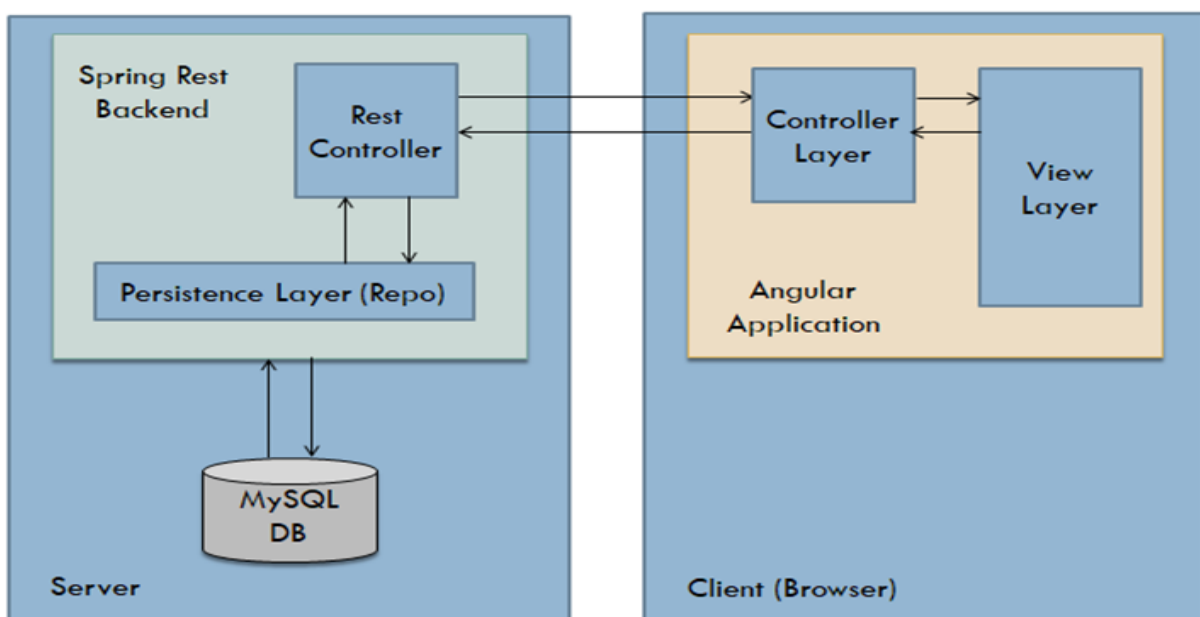 Spring Rest
Backend
Rest
Controller
Persistence Layer (Repo)
MySQL
DB
Server
Controller
Layer
View
Layer
Angular
Application
Client (Browser)